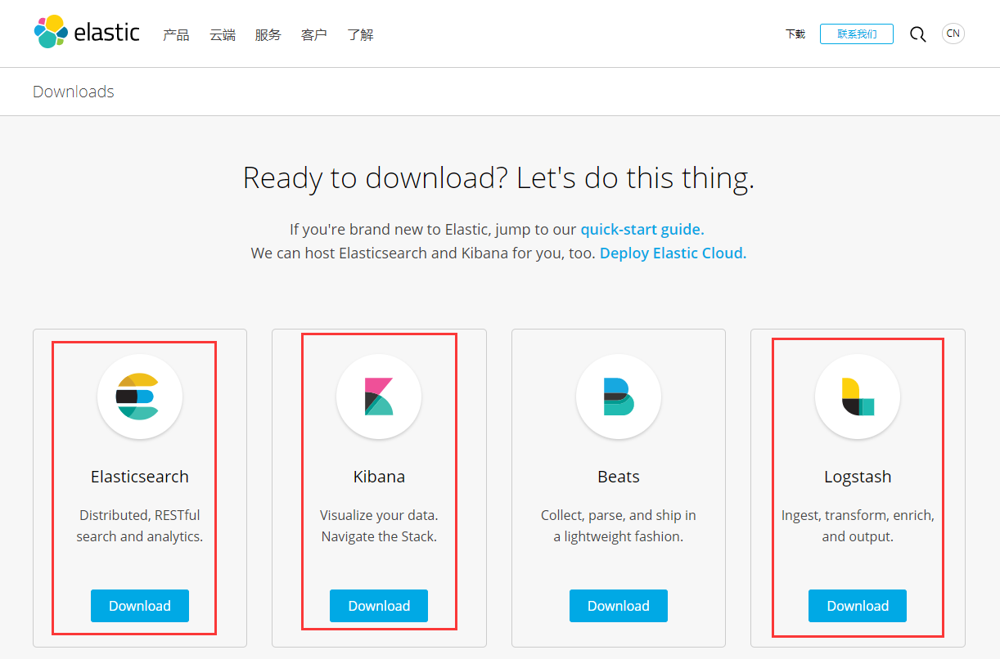 elastic 产品 云端 服务 客户 了解 下载 联系我们 CN
Downloads
Ready to download? Let's do this thing.
If you're brand new to Elastic, jump to our quick-start guide.
We can host Elasticsearch and Kibana for you, too. Deploy Elastic Cloud.
Elasticsearch
Distributed, RESTful
search and analytics.
Download
Kibana
Visualize your data.
Navigate the Stack.
Download
Beats
Collect, parse, and ship in
a lightweight fashion.
Download
Logstash
Ingest, transform, enrich,
and output.
Download